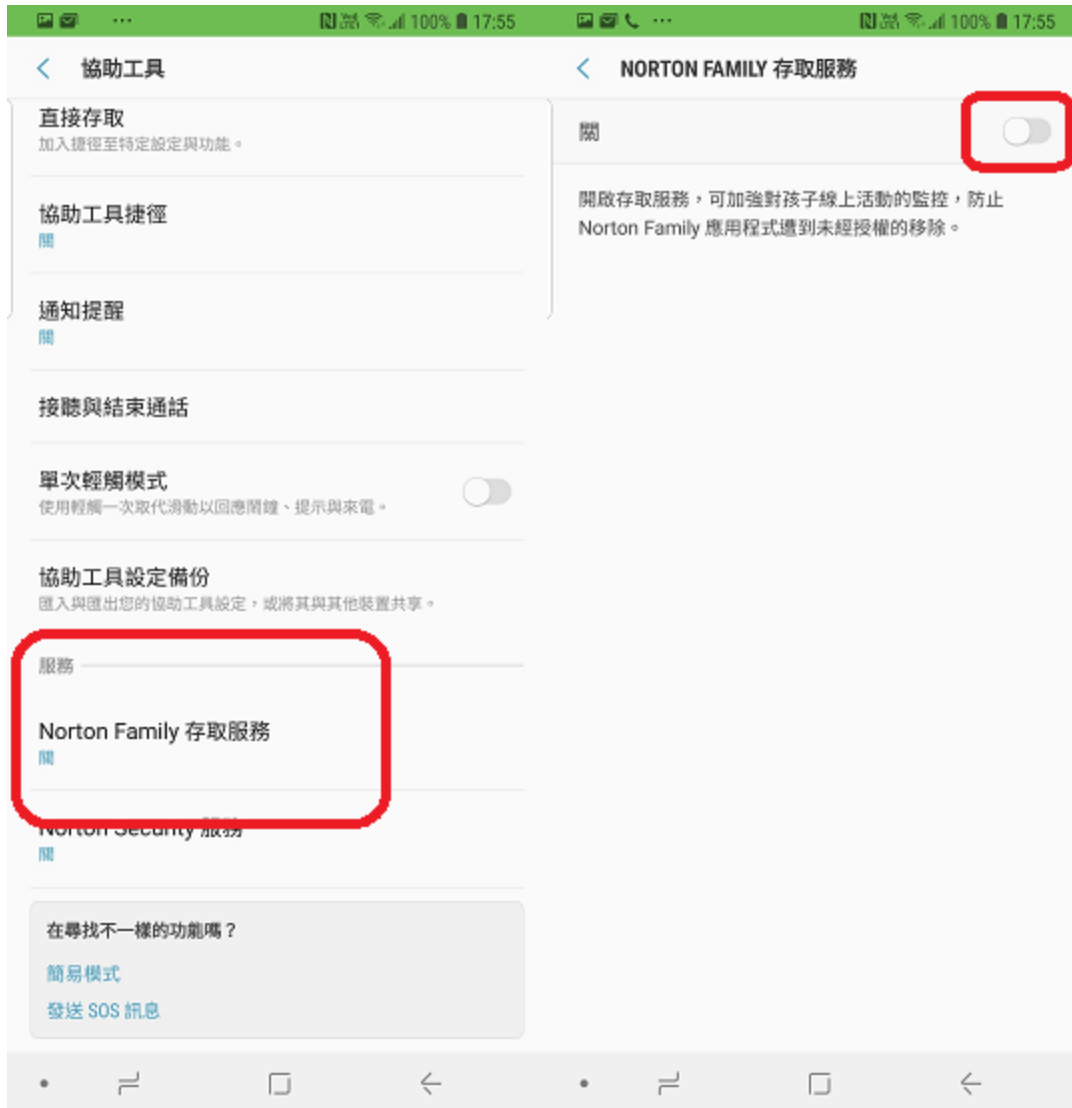 100% 17:55
協助工具
直接存取
加入捷徑至特定設定與功能。
協助工具捷徑
關
通知提醒
關
接聽與結束通話
單次輕觸模式
使用輕觸一次取代滑動以回應鬧鐘、提示與來電。
協助工具設定備份
匯入與匯出您的協助工具設定，或將其與其他裝置共享。
服務
Norton Family 存取服務
關
Norton Security 服務
關
在尋找不一樣的功能嗎？
簡易模式
發送 SOS 訊息
100% 17:55
NORTON FAMILY 存取服務
關
開啟存取服務，可加強對孩子線上活動的監控，防止
Norton Family 應用程式遭到未經授權的移除。